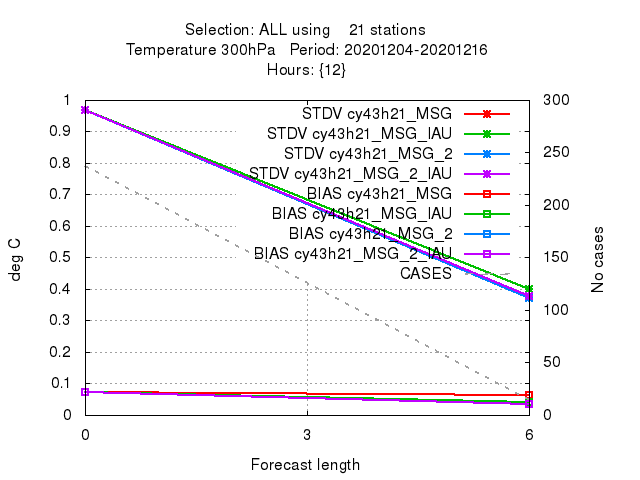 Selection: ALL using    21 stations
Temperature 300hPa   Period: 20201204-20201216
Hours: {12}
1
0.9
0.8
0.7
0.6
0.5
0.4
0.3
0.2
0.1
0
deg C
STDV cy43h21_MSG
STDV cy43h21_MSG_IAU
STDV cy43h21_MSG_2
STDV cy43h21_MSG_2_IAU
BIAS cy43h21_MSG
BIAS cy43h21_MSG_IAU
BIAS cy43h21_MSG_2
BIAS cy43h21_MSG_2_IAU
CASES
300
250
200
150
100
50
0
No cases
0 3 6
Forecast length